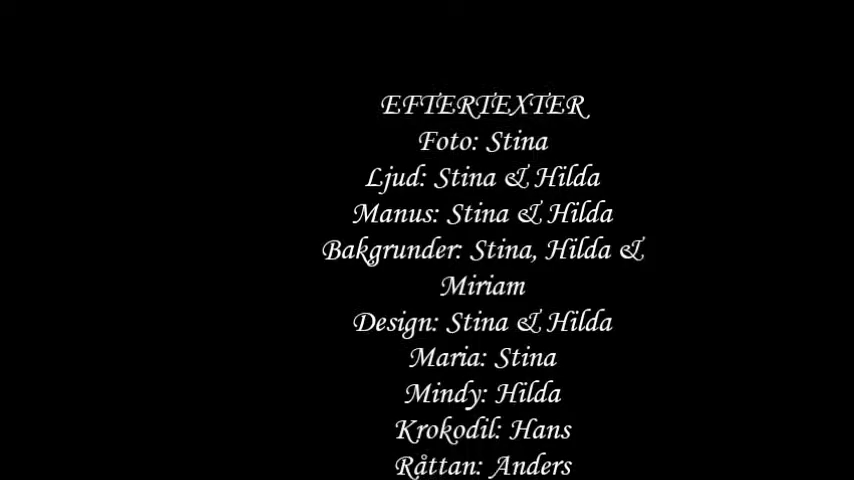 EFTERTEXTER
Foto: Stina
Ljud: Stina & Hilda
Manus: Stina & Hilda
Bakgrunder: Stina, Hilda &
Miriam
Design: Stina & Hilda
Maria: Stina
Mindy: Hilda
Krokodil: Hans
Råttan: Anders